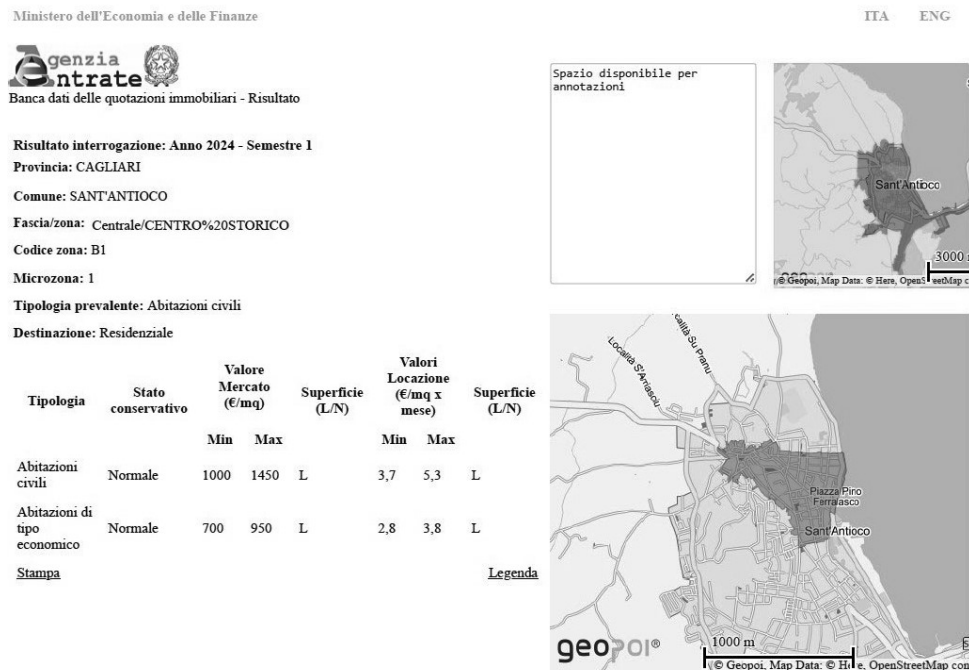 Ministero dell'Economia e delle Finanze
ITA ENG
Agenzia Entrate
Banca dati delle quotazioni immobiliari - Risultato
Spazio disponibile per
annotazioni
Risultato interrogazione: Anno 2024 - Semestre 1
Provincia: CAGLIARI
Comune: SANT'ANTIOCO
Fascia/zona: Centrale/CENTRO%20STORICO
Codice zona: B1
Microzona: 1
Tipologia prevalente: Abitazioni civili
Destinazione: Residenziale
Tipologia Stato conservativo Valore Mercato (€/mq) Superficie (L/N) Valori Locazione (€/mq x mese) Superficie (L/N)
Min Max Min Max
Abitazioni civili Normale 1000 1450 L 3,7 5,3 L
Abitazioni di tipo economico Normale 700 950 L 2,8 3,8 L
Stampa Legenda
Sant'Antioco
3000
geopoi
© Geopoi, Map Data: © Here, OpenStreetMap
Località S'Arriasciu
Località Su Pranu
Piazza Pino
Ferralasco
Sant'Antioco
geopoi®
1000 m
© Geopoi, Map Data: © Here, OpenStreetMap